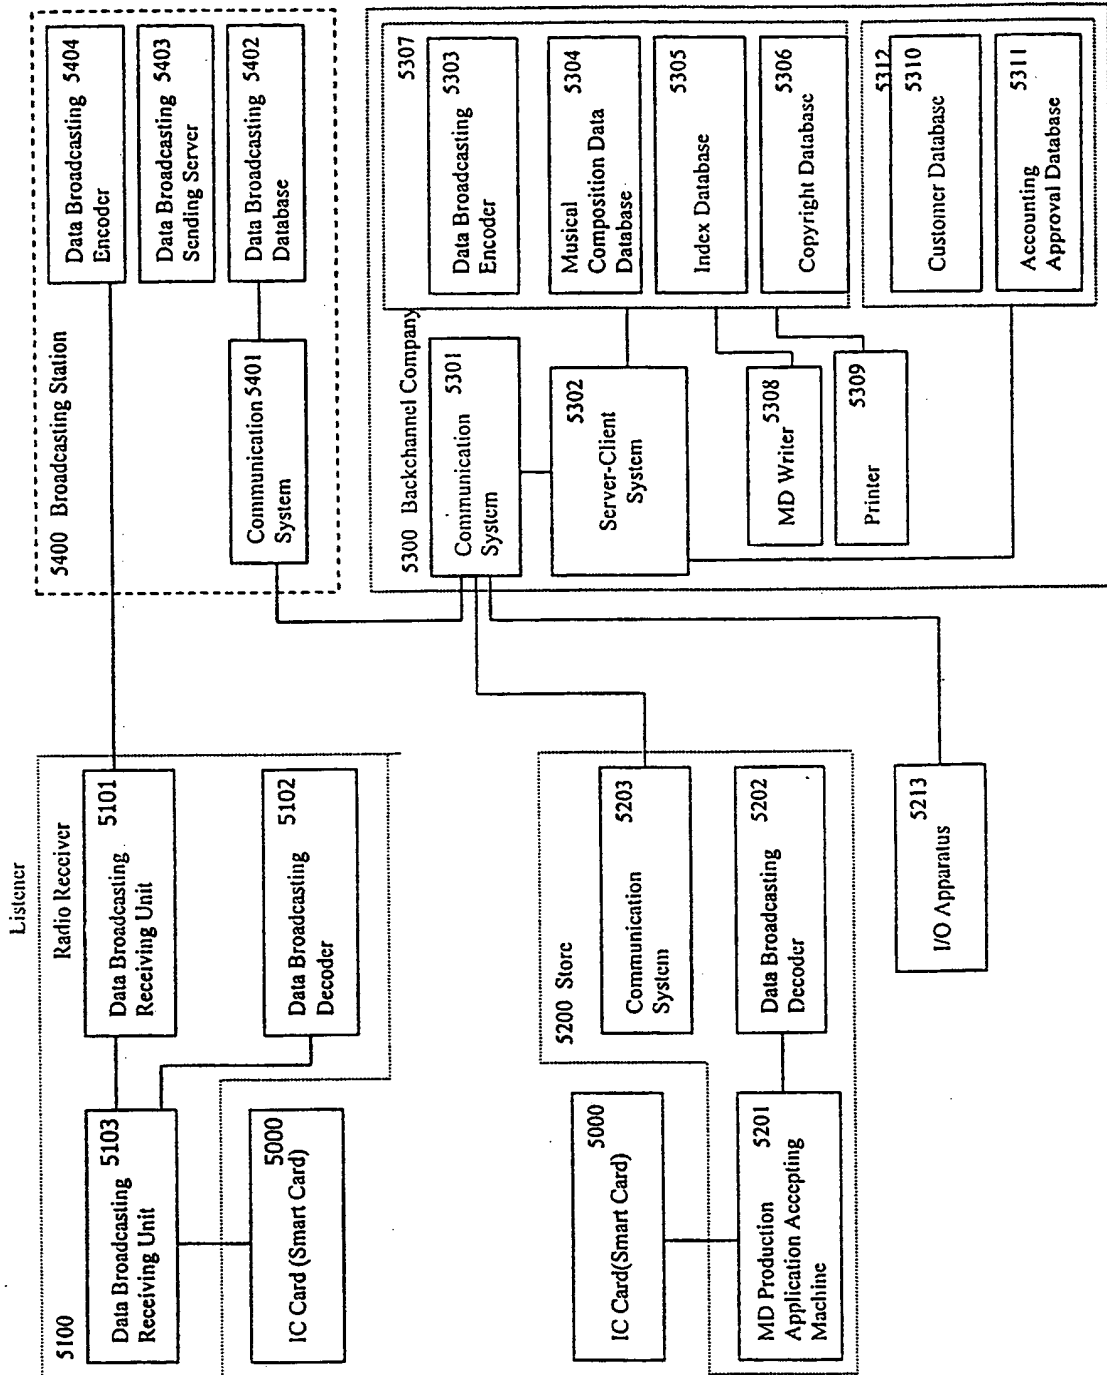 Listener
5100
Radio Receiver
Data Broadcasting
Receiving Unit
5103
Data Broadcasting
Receiving Unit
5101
IC Card (Smart Card)
5000
Data Broadcasting
Decoder
5102
5400 Broadcasting Station
Data Broadcasting
Encoder
5404
Data Broadcasting
Sending Server
5403
Communication
System
5401
Data Broadcasting
Database
5402
IC Card(Smart Card)
5000
5200 Store
Communication
System
5203
MD Production
Application Accepting
Machine
5201
Data Broadcasting
Decoder
5202
I/O Apparatus
5213
5300 Backchannel Company
5307
Communication
System
5301
Data Broadcasting
Encoder
5303
Server-Client
System
5302
Musical
Composition Data
Database
5304
Index Database
5305
MD Writer
5308
Copyright Database
5306
Printer
5309
5312
Customer Database
5310
Accounting
Approval Database
5311